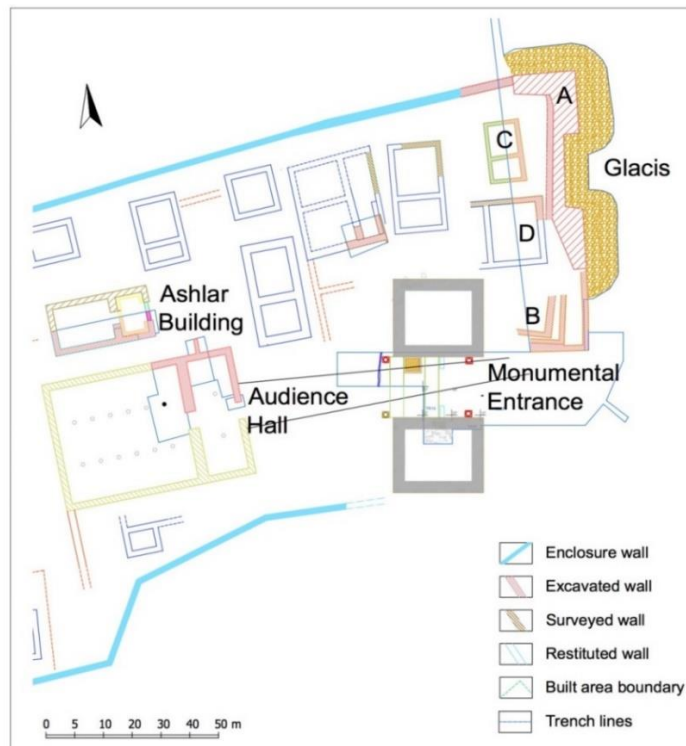 A
C
Glacis
D
Ashlar
Building
B
Audience
Hall
Monumental
Entrance
Enclosure wall
Excavated wall
Surveyed wall
Restituted wall
Built area boundary
Trench lines
0 5 10 20 30 40 50 m